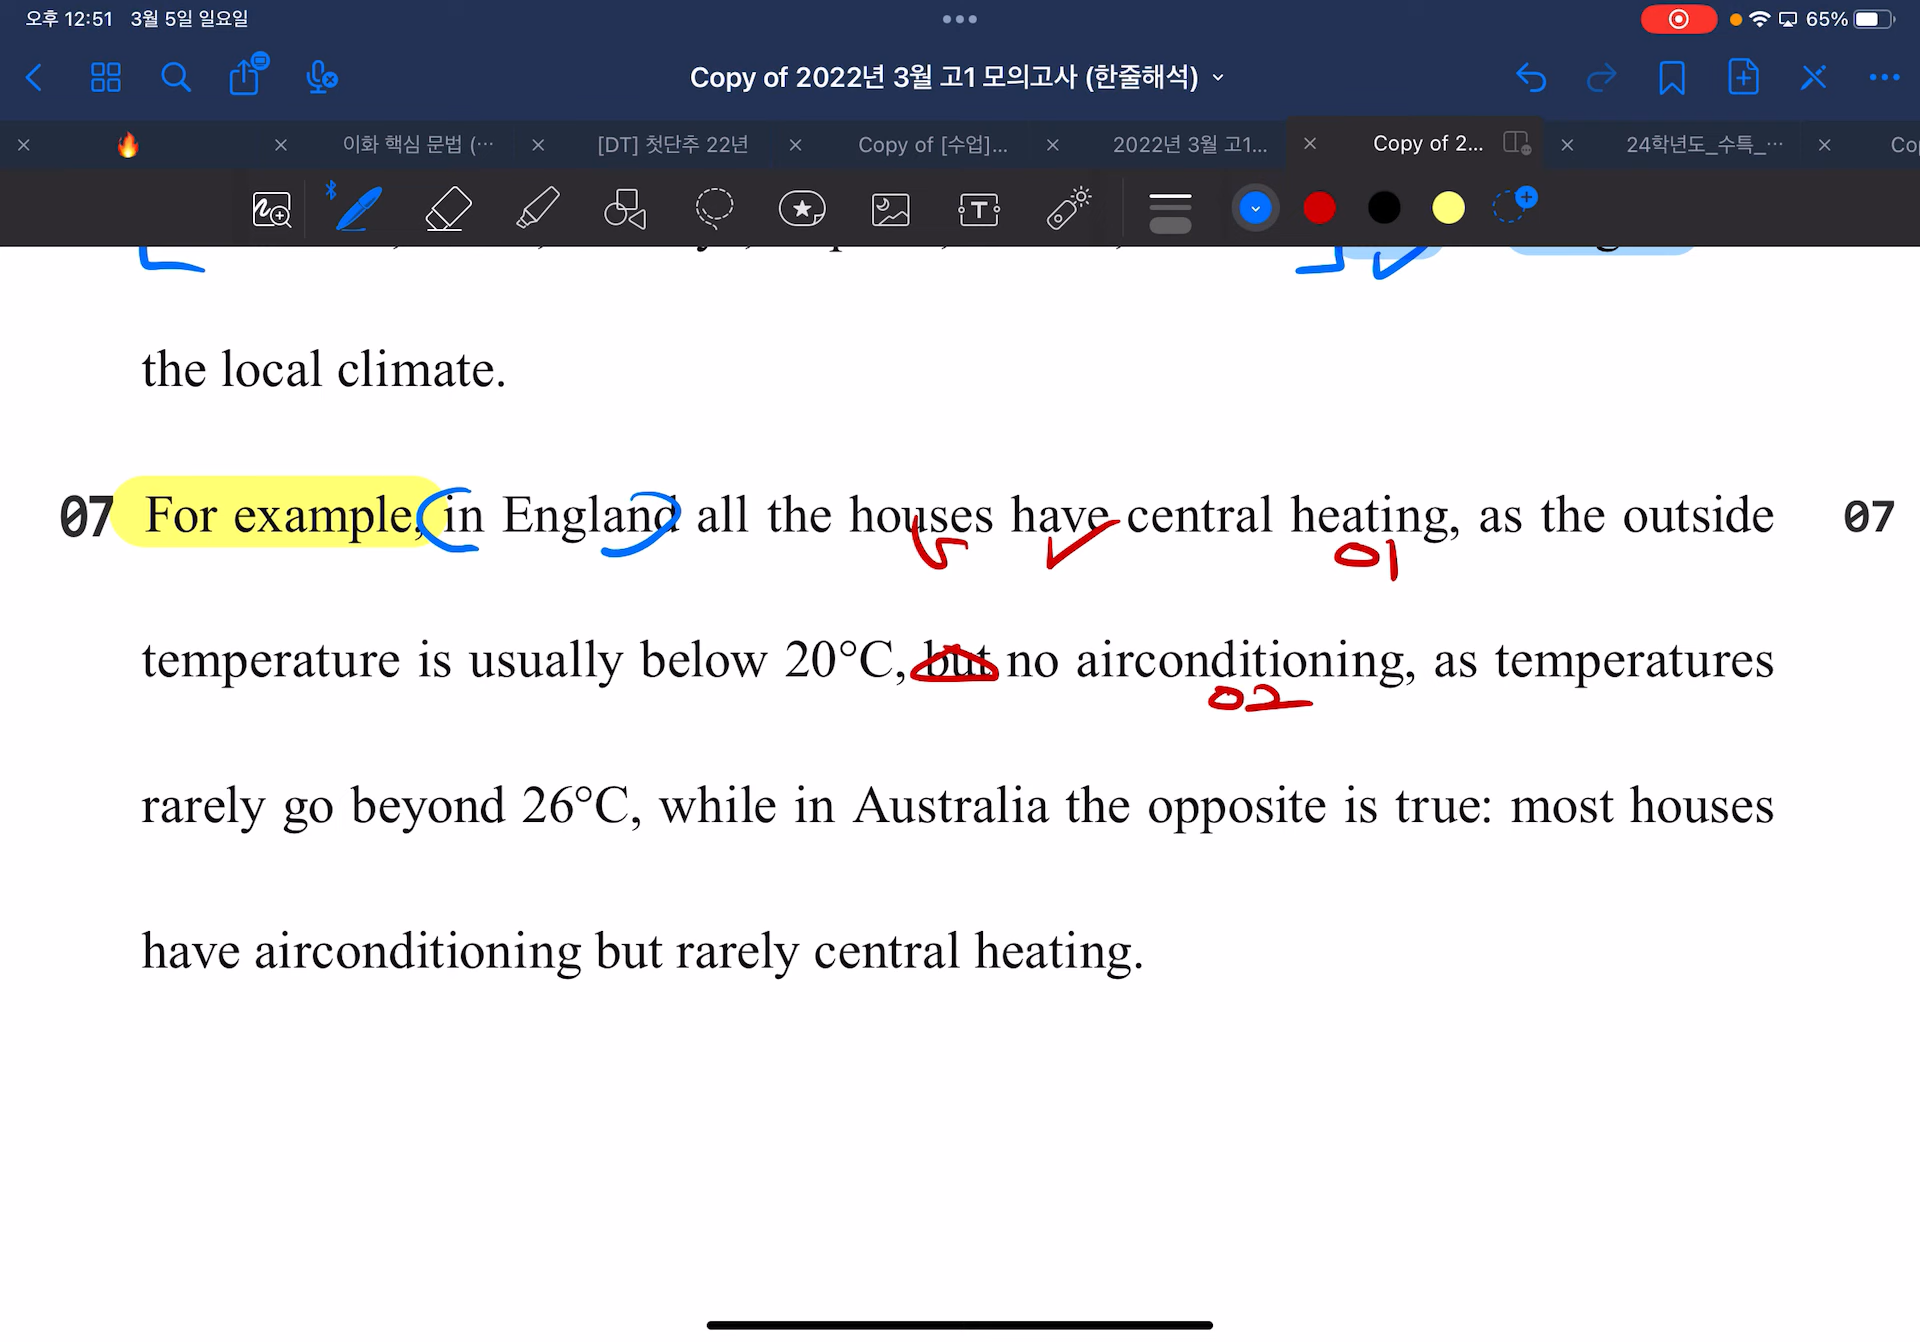 오후 12:51 3월 5일 일요일
65%
Copy of 2022년 3월 고1 모의고사 (한줄해석)
이화 핵심 문법 (…
[DT] 첫단추 22년
Copy of [수업]...
2022년 3월 고1...
Copy of 2...
24학년도_수특_…
the local climate.
07 For example, in England all the houses have central heating, as the outside 07
S
01
temperature is usually below 20°C, but no airconditioning, as temperatures
02
rarely go beyond 26°C, while in Australia the opposite is true: most houses
have airconditioning but rarely central heating.